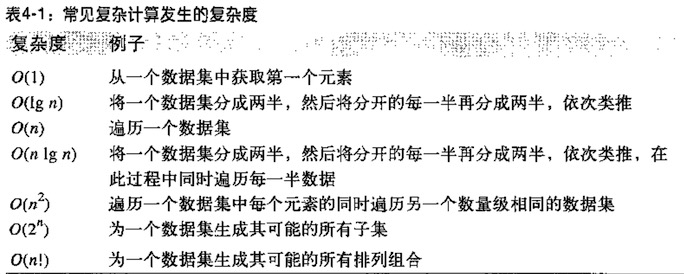 表4-1：常见复杂计算发生的复杂度
复杂度 例子
O(1) 从一个数据集中获取第一个元素
O(lg n) 将一个数据集分成两半，然后将分开的每一半再分成两半，依次类推
O(n) 遍历一个数据集
O(n lg n) 将一个数据集分成两半，然后将分开的每一半再分成两半，依次类推，在
此过程中同时遍历每一半数据
O(n²) 遍历一个数据集中每个元素的同时遍历另一个数量级相同的数据集
O(2ⁿ) 为一个数据集生成其可能的所有子集
O(n!) 为一个数据集生成其可能的所有排列组合